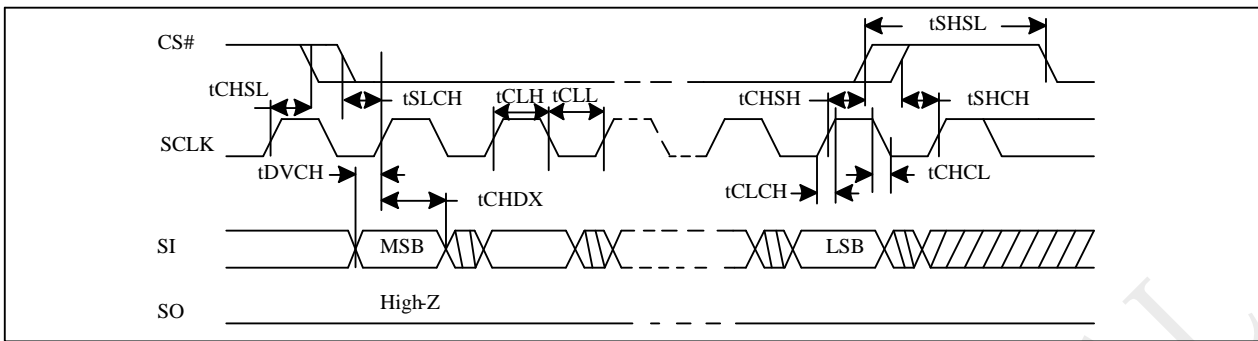 tSHSL
CS#
tCHSL
tSLCH
tCLH
tCLL
tCHSH
tSHCH
SCLK
tDVCH
tCHDX
tCLCH
tCHCL
SI
MSB
LSB
SO
High-Z